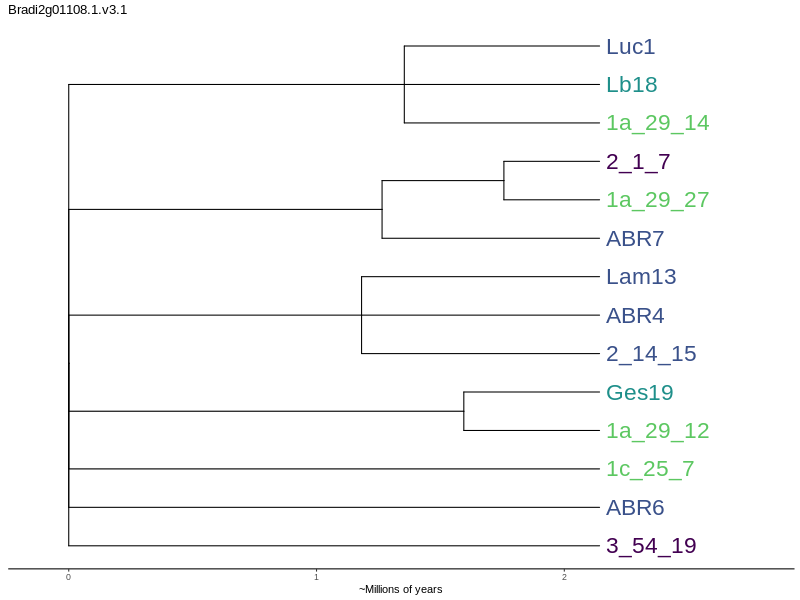 Bradi2g01108.1.v3.1
Luc1
Lb18
1a_29_14
2_1_7
1a_29_27
ABR7
Lam13
ABR4
2_14_15
Ges19
1a_29_12
1c_25_7
ABR6
3_54_19
0 1 2
~Millions of years